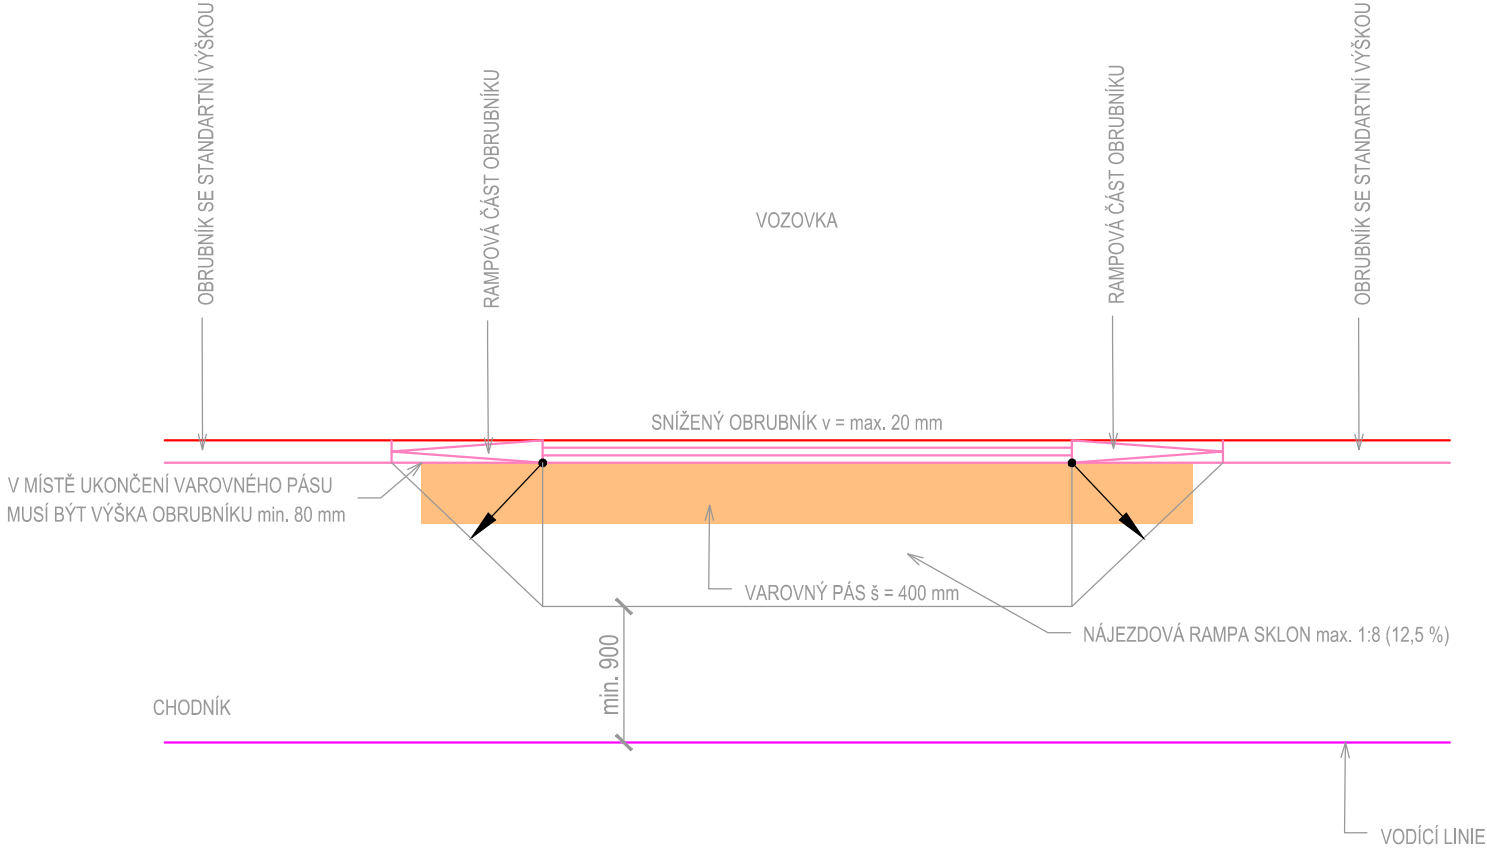 OBRUBNÍK SE STANDARTNÍ VÝŠKOU
RAMPOVÁ ČÁST OBRUBNÍKU
VOZOVKA
RAMPOVÁ ČÁST OBRUBNÍKU
OBRUBNÍK SE STANDARTNÍ VÝŠKOU
SNÍŽENÝ OBRUBNÍK v = max. 20 mm
V MÍSTĚ UKONČENÍ VAROVNÉHO PÁSU
MUSÍ BÝT VÝŠKA OBRUBNÍKU min. 80 mm
VAROVNÝ PÁS š = 400 mm
NÁJEZDOVÁ RAMPA SKLON max. 1:8 (12,5 %)
min. 900
CHODNÍK
VODÍCÍ LINIE